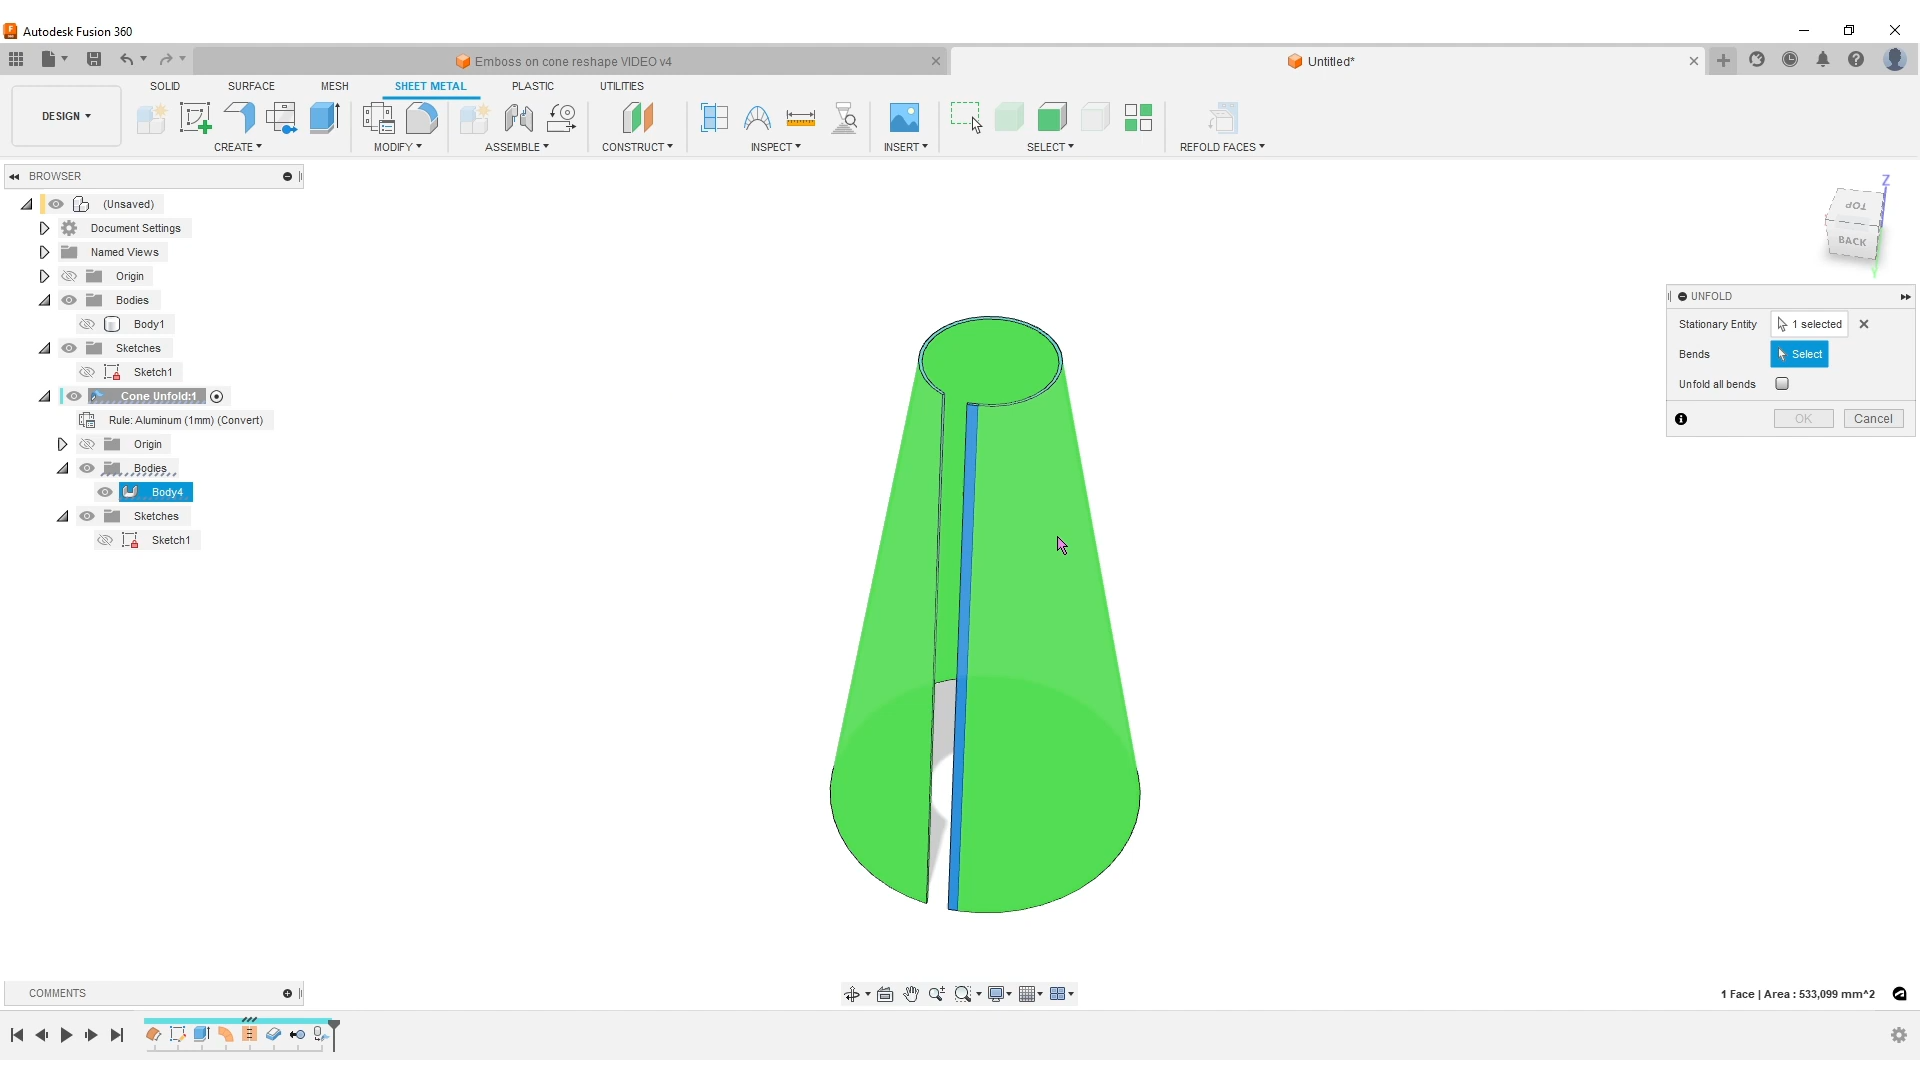 Autodesk Fusion 360
Emboss on cone reshape VIDEO v4
Untitled*
DESIGN
SOLID SURFACE MESH SHEET METAL PLASTIC UTILITIES
CREATE MODIFY ASSEMBLE CONSTRUCT INSPECT INSERT SELECT REFOLD FACES
BROWSER
(Unsaved)
Document Settings
Named Views
Origin
Bodies
Body1
Sketches
Sketch1
Cone Unfold:1
Rule: Aluminum (1mm) (Convert)
Origin
Bodies
Body4
Sketches
Sketch1
Z
TOP
BACK
Y
UNFOLD
Stationary Entity 1 selected
Bends Select
Unfold all bends
OK Cancel
COMMENTS
1 Face | Area : 533,099 mm^2